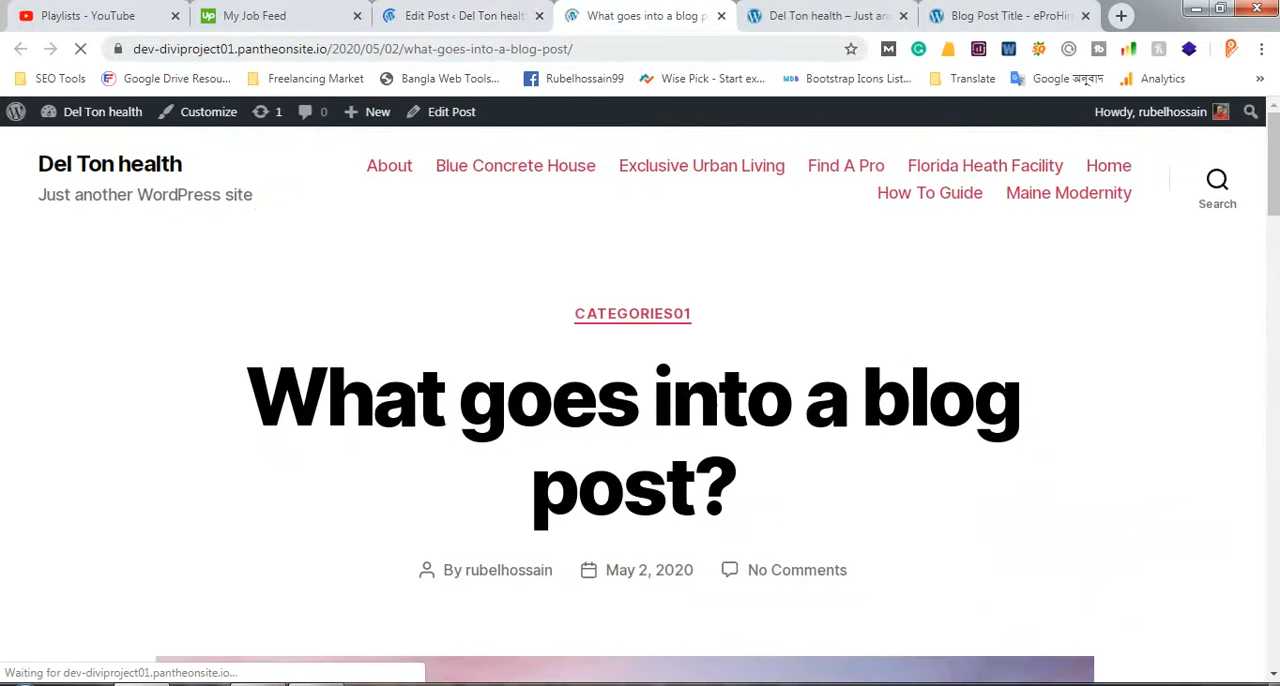 Playlists - YouTube
My Job Feed
Edit Post ‹ Del Ton healt
What goes into a blog p
Del Ton health – Just an
Blog Post Title - eProHi
dev-diviproject01.pantheonsite.io/2020/05/02/what-goes-into-a-blog-post/
SEO Tools
Google Drive Resou...
Freelancing Market
Bangla Web Tools...
Rubelhossain99
Wise Pick - Start ex...
Bootstrap Icons List...
Translate
Google অনুবাদ
Analytics
»
Del Ton health
Customize
1
0
New
Edit Post
Howdy, rubelhossain
Del Ton health
Just another WordPress site
About
Blue Concrete House
Exclusive Urban Living
Find A Pro
Florida Heath Facility
Home
How To Guide
Maine Modernity
Search
CATEGORIES01
What goes into a blog
post?
By rubelhossain
May 2, 2020
No Comments
Waiting for dev-diviproject01.pantheonsite.io...